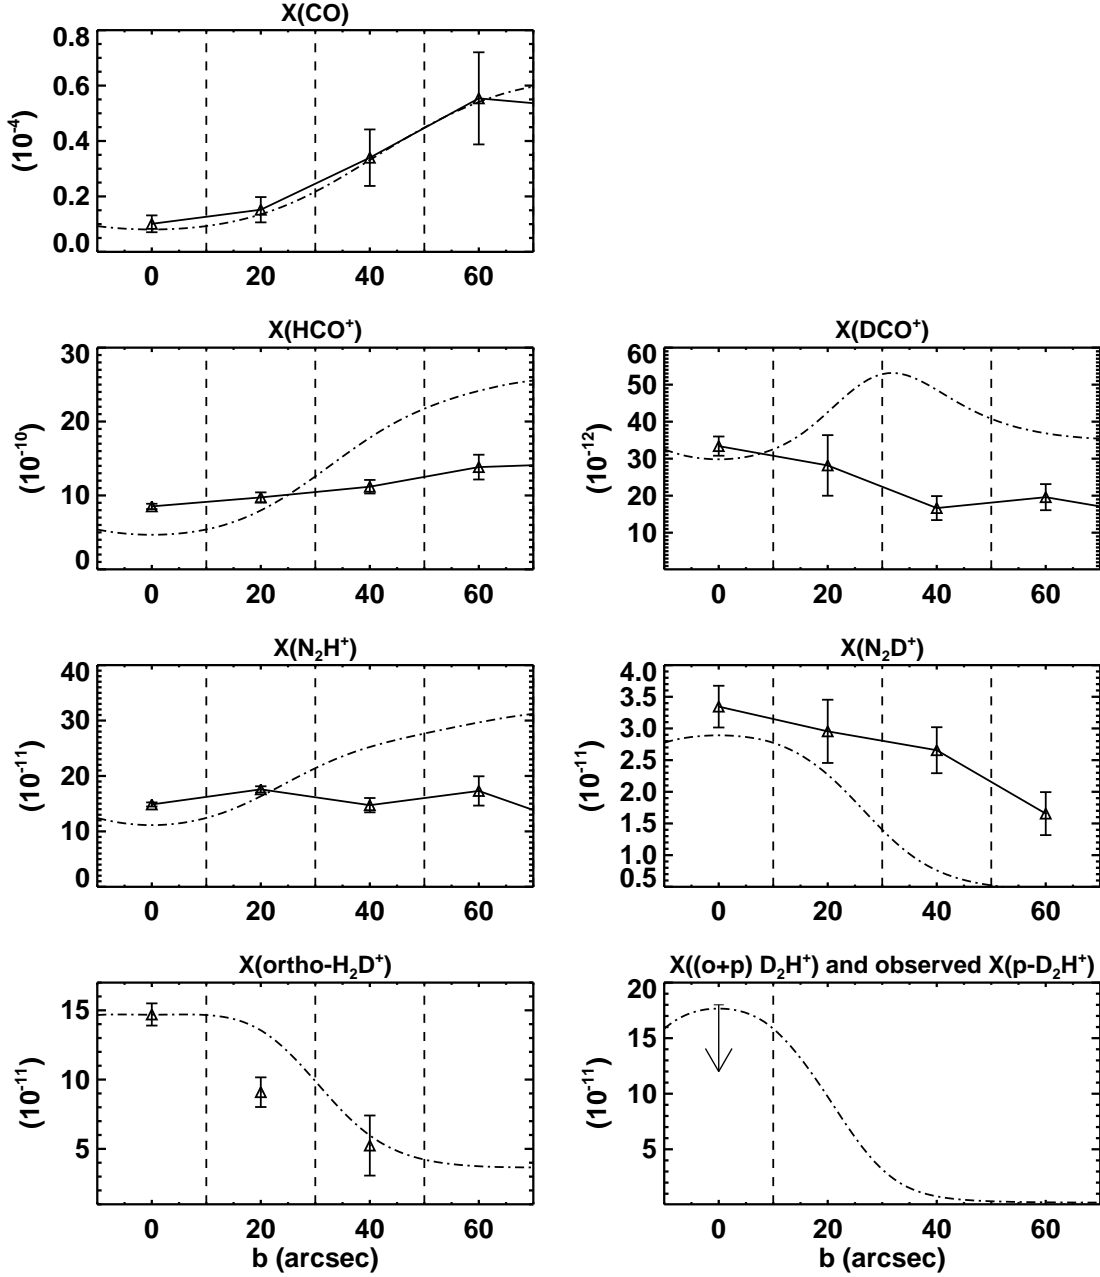 X(CO)
(10⁻⁴)
0.8
0.6
0.4
0.2
0.0
0 20 40 60
X(HCO⁺)
(10⁻¹⁰)
30
20
10
0
0 20 40 60
X(DCO⁺)
(10⁻¹²)
60
50
40
30
20
10
0 20 40 60
X(N₂H⁺)
(10⁻¹¹)
40
30
20
10
0
0 20 40 60
X(N₂D⁺)
(10⁻¹¹)
4.0
3.5
3.0
2.5
2.0
1.5
1.0
0.5
0 20 40 60
X(ortho-H₂D⁺)
(10⁻¹¹)
15
10
5
0 20 40 60
b (arcsec)
X((o+p) D₂H⁺) and observed X(p-D₂H⁺)
(10⁻¹¹)
20
15
10
5
0 20 40 60
b (arcsec)